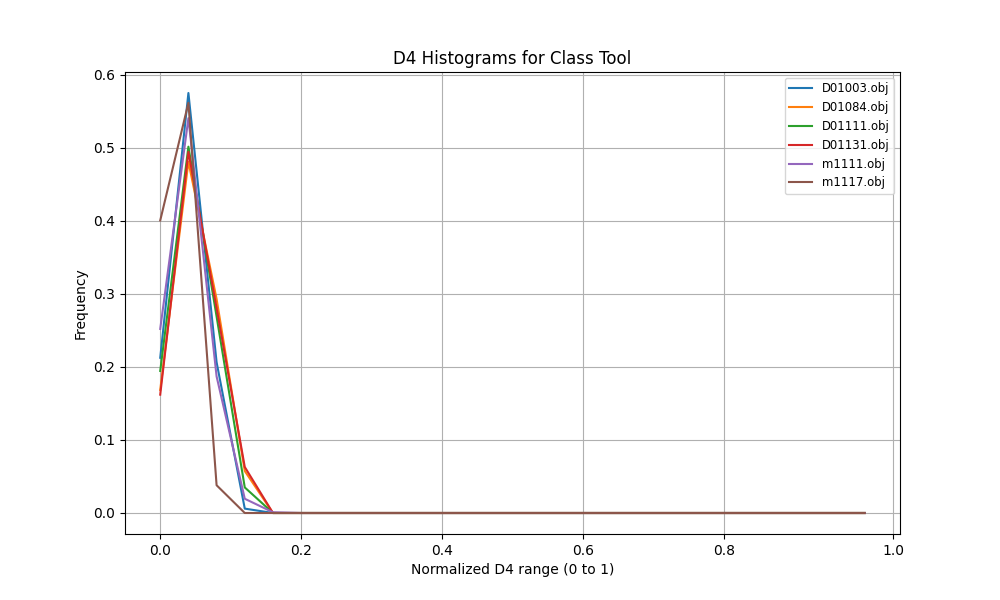 D4 Histograms for Class Tool
0.6
0.5
0.4
0.3
0.2
0.1
0.0
Frequency
D01003.obj
D01084.obj
D01111.obj
D01131.obj
m1111.obj
m1117.obj
0.0 0.2 0.4 0.6 0.8 1.0
Normalized D4 range (0 to 1)